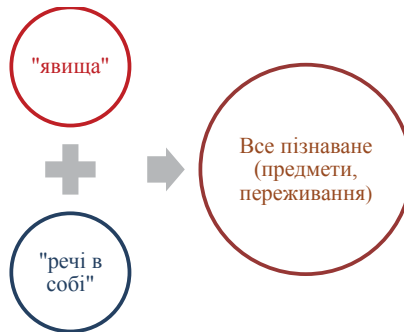 "явища"
"речі в
собі"
Все пізнаване
(предмети,
переживання)